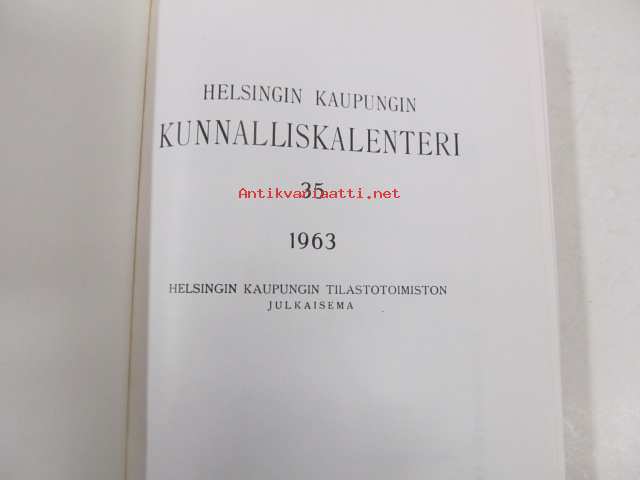 HELSINGIN KAUPUNGIN
KUNNALLISKALENTERI
35
Antikvariaatti.net
1963
HELSINGIN KAUPUNGIN TILASTOTOIMISTON
JULKAISEMA